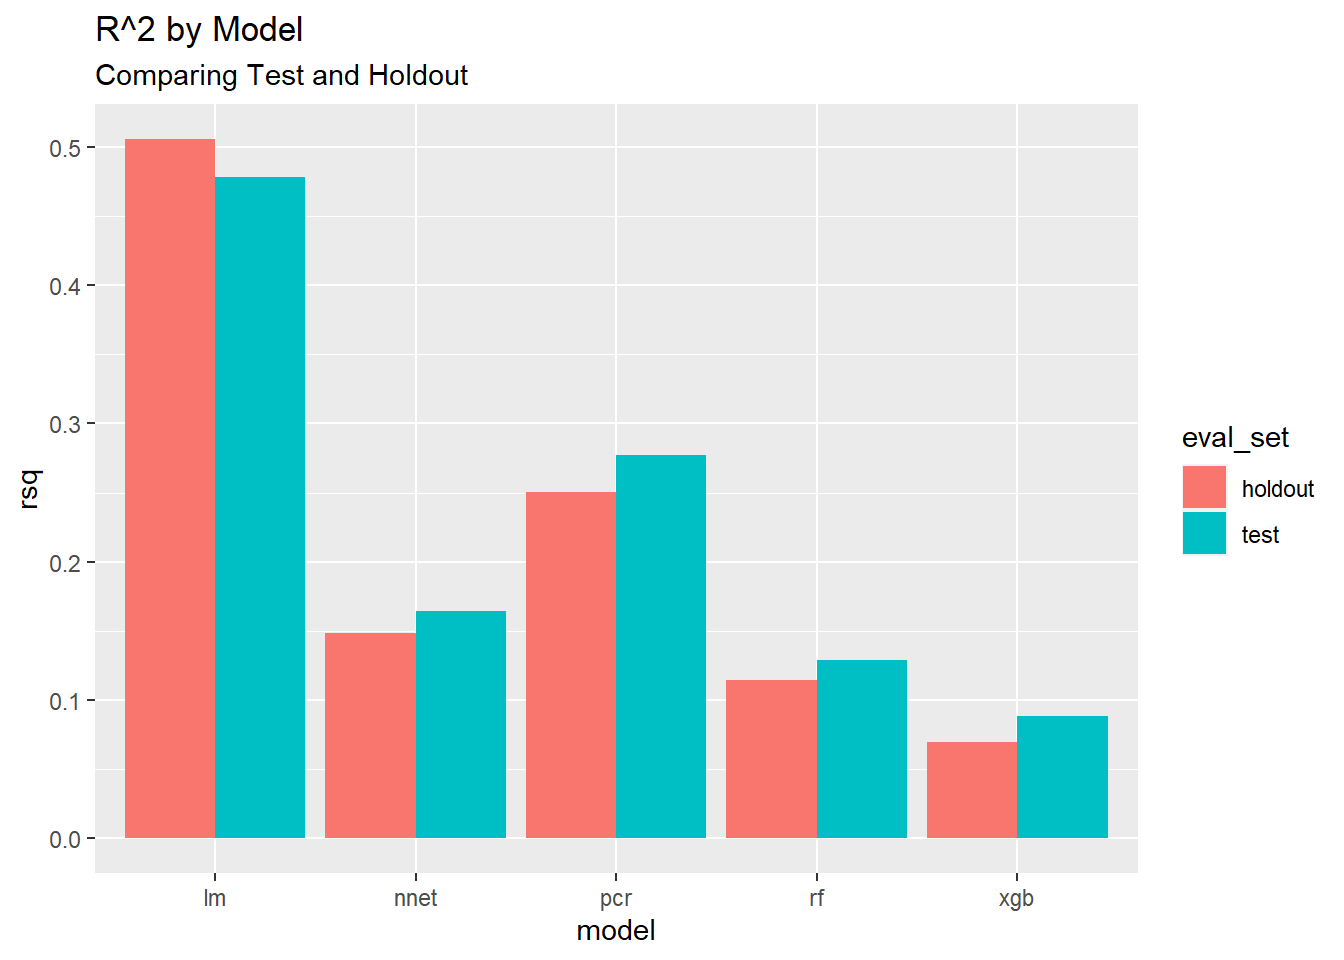 R^2 by Model
Comparing Test and Holdout
0.5
0.4
0.3
0.2
0.1
0.0
rsq
lm nnet pcr rf xgb
model
eval_set
holdout
test